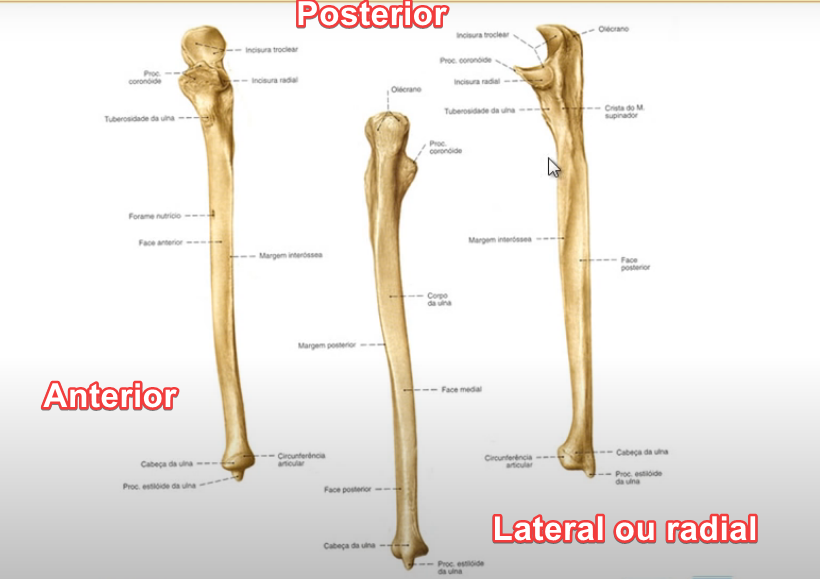 Posterior
Incisura troclear
Proc.
coronóide
Incisura radial
Tuberosidade da ulna
Forame nutrício
Face anterior
Margem interóssea
Anterior
Cabeça da ulna
Circunferência
articular
Proc. estilóide da ulna
Olécrano
Proc.
coronóide
Corpo
da ulna
Margem posterior
Face medial
Face posterior
Cabeça da ulna
Proc. estilóide
da ulna
Incisura troclear
Olécrano
Proc. coronóide
Incisura radial
Tuberosidade da ulna
Crista do M.
supinador
Margem interóssea
Face
posterior
Circunferência
articular
Cabeça da ulna
Proc. estilóide
da ulna
Lateral ou radial